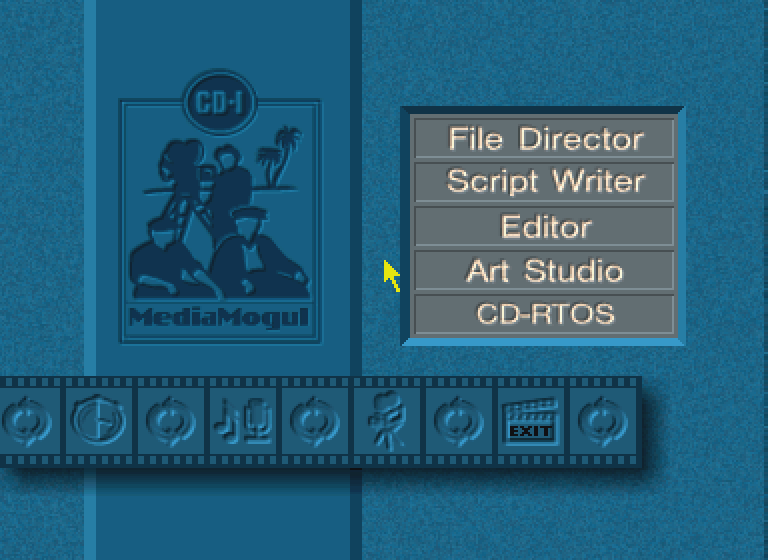 CD-I
MediaMogul
File Director
Script Writer
Editor
Art Studio
CD-RTOS
EXIT